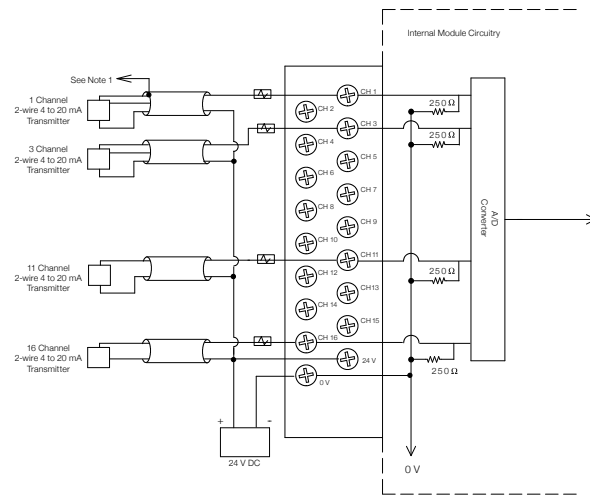 Internal Module Circuitry
See Note 1
1 Channel
2-wire 4 to 20 mA
Transmitter
CH 1
250 Ω
CH 2
CH 3
250 Ω
3 Channel
2-wire 4 to 20 mA
Transmitter
CH 4
CH 5
CH 6
CH 7
CH 8
CH 9
A/D
Converter
CH 10
CH 11
11 Channel
2-wire 4 to 20 mA
Transmitter
250 Ω
CH 12
CH13
CH 14
CH 15
CH 16
16 Channel
2-wire 4 to 20 mA
Transmitter
24 V
250 Ω
0 V
+
-
24 V DC
0 V